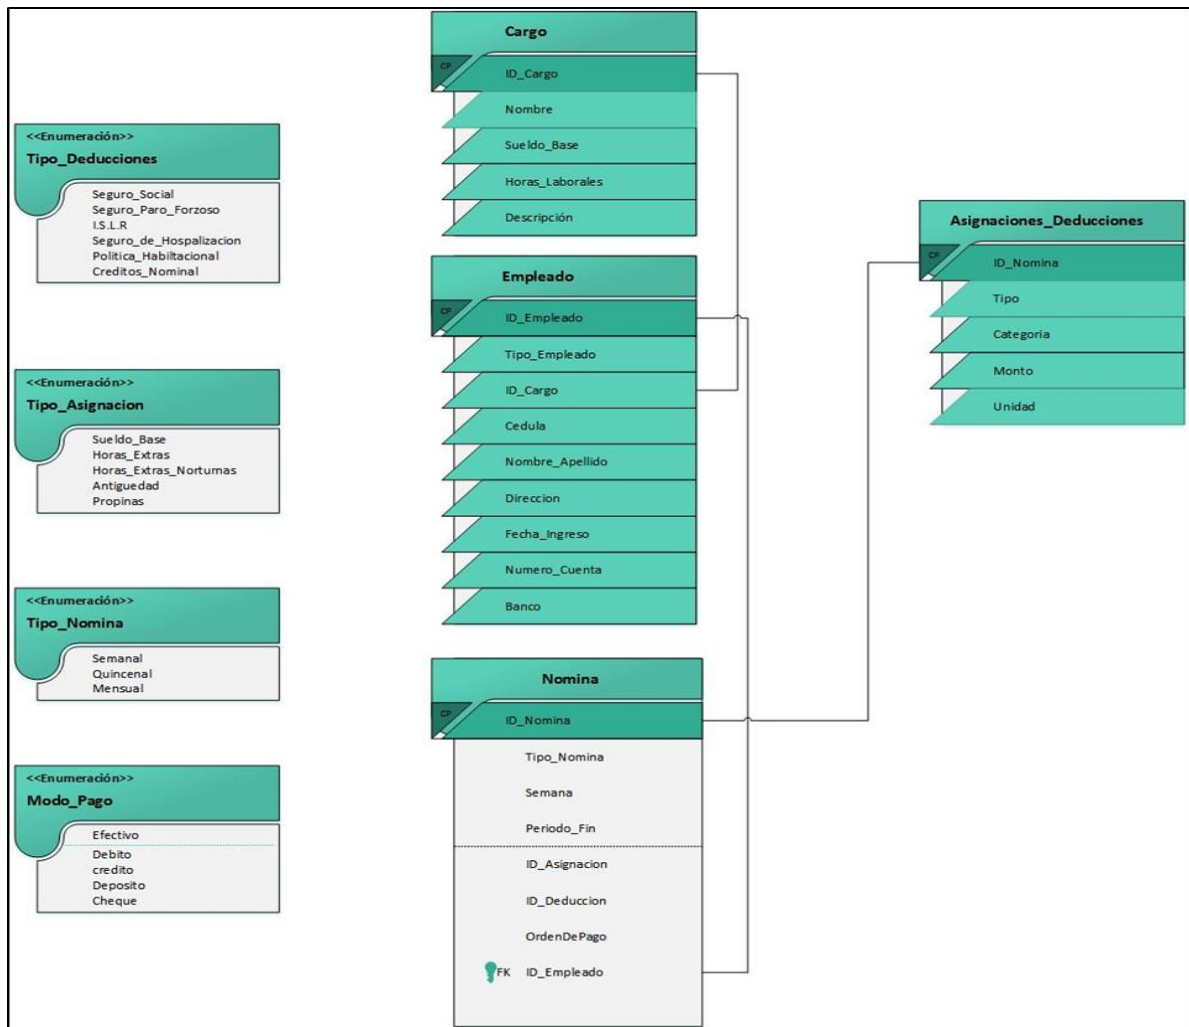 <<Enumeración>>
Tipo_Deducciones
Seguro_Social
Seguro_Paro_Forzoso
I.S.L.R
Seguro_de_Hospalizacion
Politica_Habiltacional
Creditos_Nominal
<<Enumeración>>
Tipo_Asignacion
Sueldo_Base
Horas_Extras
Horas_Extras_Norturnas
Antiguedad
Propinas
<<Enumeración>>
Tipo_Nomina
Semanal
Quincenal
Mensual
<<Enumeración>>
Modo_Pago
Efectivo
Debito
credito
Deposito
Cheque
Cargo
CP
ID_Cargo
Nombre
Sueldo_Base
Horas_Laborales
Descripción
Empleado
CP
ID_Empleado
Tipo_Empleado
ID_Cargo
Cedula
Nombre_Apellido
Direccion
Fecha_Ingreso
Numero_Cuenta
Banco
Nomina
CP
ID_Nomina
Tipo_Nomina
Semana
Periodo_Fin
ID_Asignacion
ID_Deduccion
OrdenDePago
FK ID_Empleado
Asignaciones_Deducciones
CP
ID_Nomina
Tipo
Categoria
Monto
Unidad